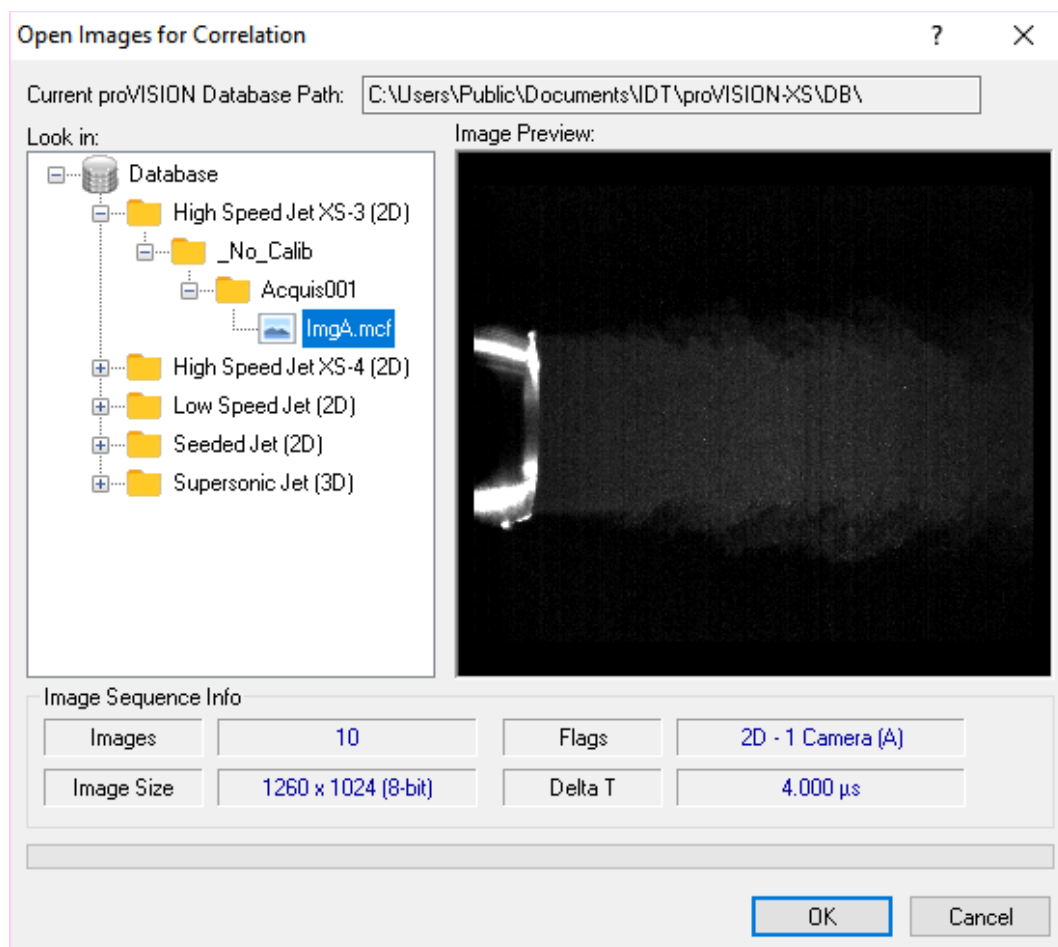 Open Images for Correlation
?
Current proVISION Database Path: C:\Users\Public\Documents\IDT\proVISION-XS\DB\
Look in:
Database
High Speed Jet XS-3 (2D)
_No_Calib
Acquis001
ImgA.mcf
High Speed Jet XS-4 (2D)
Low Speed Jet (2D)
Seeded Jet (2D)
Supersonic Jet (3D)
Image Preview:
Image Sequence Info
Images 10 Flags 2D - 1 Camera (A)
Image Size 1260 x 1024 (8-bit) Delta T 4.000 µs
OK Cancel